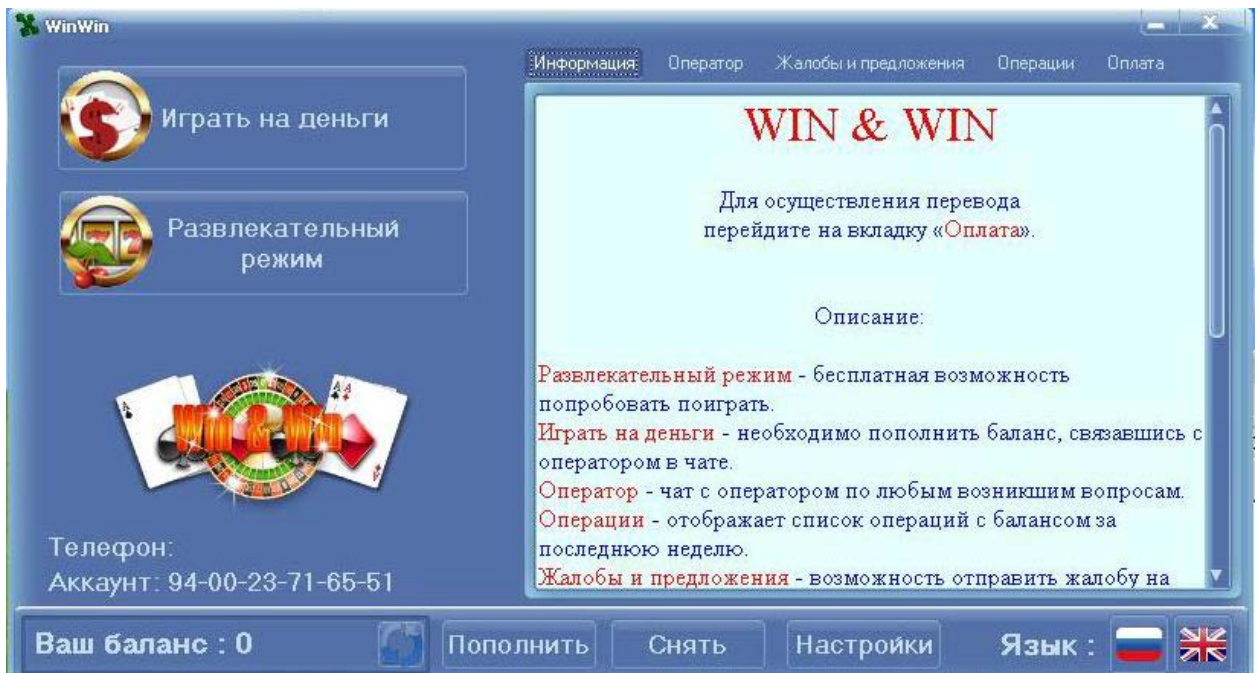 WinWin
Играть на деньги
Развлекательный
режим
Win & Win
Телефон:
Аккаунт: 94-00-23-71-65-51
Информация Оператор Жалобы и предложения Операции Оплата
WIN & WIN
Для осуществления перевода
перейдите на вкладку «Оплата».
Описание:
Развлекательный режим - бесплатная возможность
попробовать поиграть.
Играть на деньги - необходимо пополнить баланс, связавшись с
оператором в чате.
Оператор - чат с оператором по любым возникшим вопросам.
Операции - отображает список операций с балансом за
последнюю неделю.
Жалобы и предложения - возможность отправить жалобу на
Ваш баланс : 0 Пополнить Снять Настройки Язык :